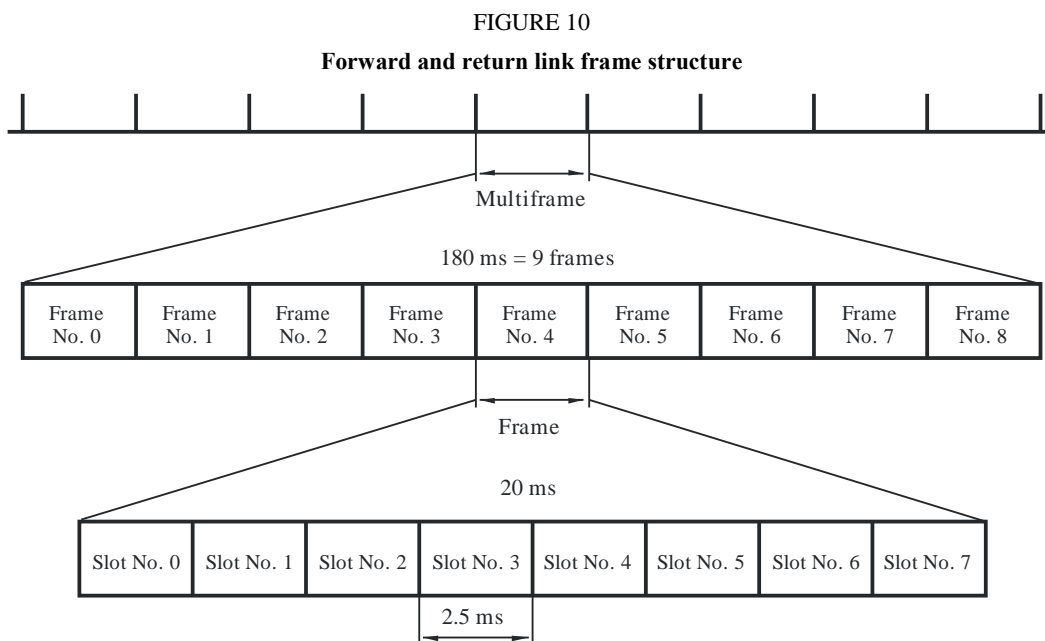 FIGURE 10
Forward and return link frame structure
Multiframe
180 ms = 9 frames
Frame No. 0
Frame No. 1
Frame No. 2
Frame No. 3
Frame No. 4
Frame No. 5
Frame No. 6
Frame No. 7
Frame No. 8
Frame
20 ms
Slot No. 0
Slot No. 1
Slot No. 2
Slot No. 3
Slot No. 4
Slot No. 5
Slot No. 6
Slot No. 7
2.5 ms